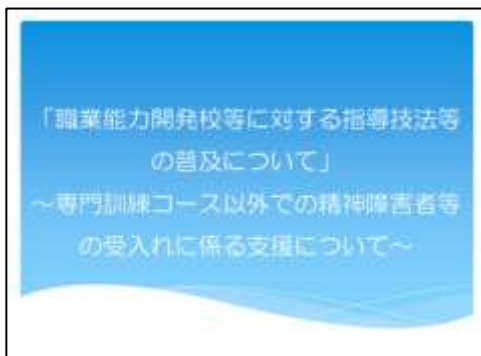 「職業能力開発校等に対する指導技法等
の普及について」
～専門訓練コース以外での精神障害者等
の受入れに係る支援について～